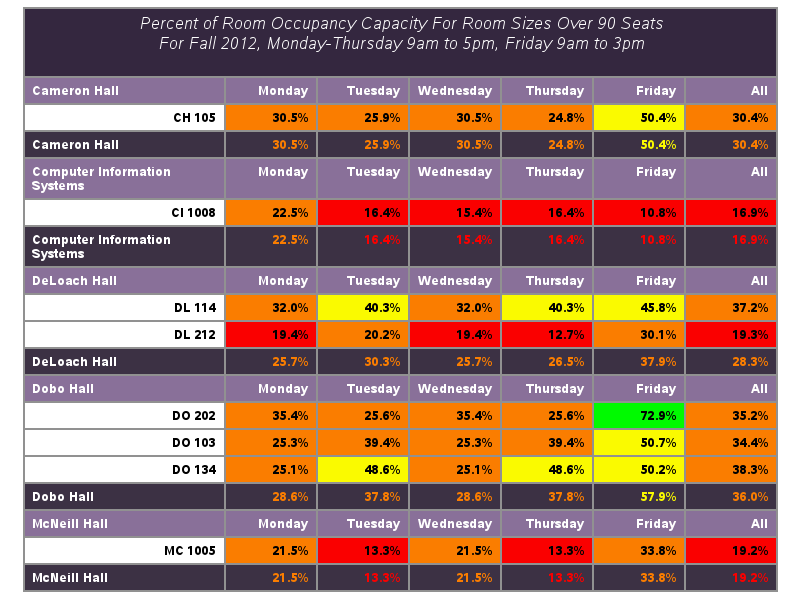 Percent of Room Occupancy Capacity For Room Sizes Over 90 Seats
For Fall 2012, Monday-Thursday 9am to 5pm, Friday 9am to 3pm
Cameron Hall Monday Tuesday Wednesday Thursday Friday All
CH 105 30.5% 25.9% 30.5% 24.8% 50.4% 30.4%
Cameron Hall 30.5% 25.9% 30.5% 24.8% 50.4% 30.4%
Computer Information Monday Tuesday Wednesday Thursday Friday All
Systems
CI 1008 22.5% 16.4% 15.4% 16.4% 10.8% 16.9%
Computer Information 22.5% 16.4% 15.4% 16.4% 10.8% 16.9%
Systems
DeLoach Hall Monday Tuesday Wednesday Thursday Friday All
DL 114 32.0% 40.3% 32.0% 40.3% 45.8% 37.2%
DL 212 19.4% 20.2% 19.4% 12.7% 30.1% 19.3%
DeLoach Hall 25.7% 30.3% 25.7% 26.5% 37.9% 28.3%
Dobo Hall Monday Tuesday Wednesday Thursday Friday All
DO 202 35.4% 25.6% 35.4% 25.6% 72.9% 35.2%
DO 103 25.3% 39.4% 25.3% 39.4% 50.7% 34.4%
DO 134 25.1% 48.6% 25.1% 48.6% 50.2% 38.3%
Dobo Hall 28.6% 37.8% 28.6% 37.8% 57.9% 36.0%
McNeill Hall Monday Tuesday Wednesday Thursday Friday All
MC 1005 21.5% 13.3% 21.5% 13.3% 33.8% 19.2%
McNeill Hall 21.5% 13.3% 21.5% 13.3% 33.8% 19.2%